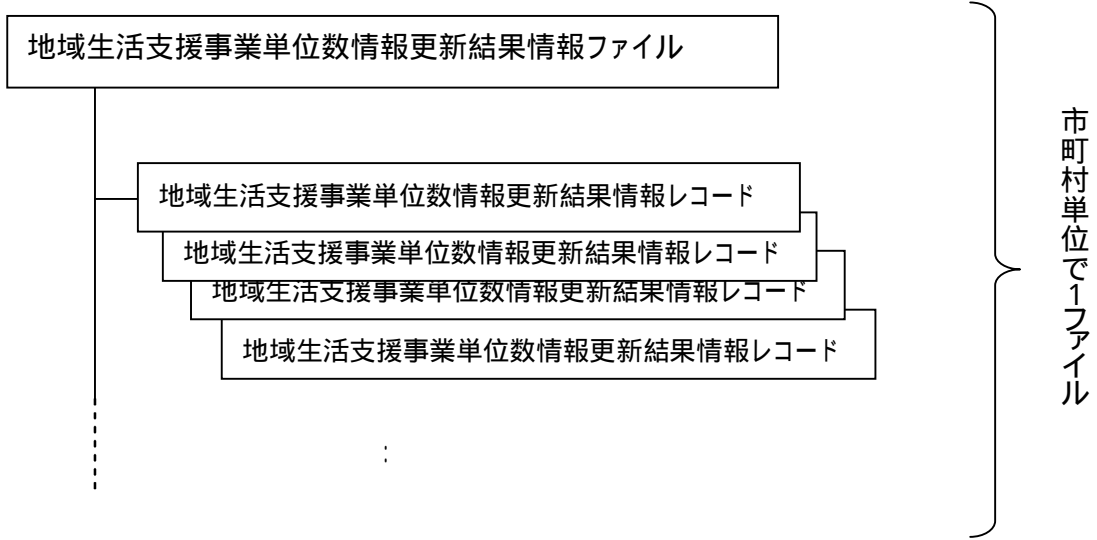 地域生活支援事業単位数情報更新結果情報ファイル
地域生活支援事業単位数情報更新結果情報レコード
地域生活支援事業単位数情報更新結果情報レコード
地域生活支援事業単位数情報更新結果情報レコード
地域生活支援事業単位数情報更新結果情報レコード
:
市町村単位で1ファイル